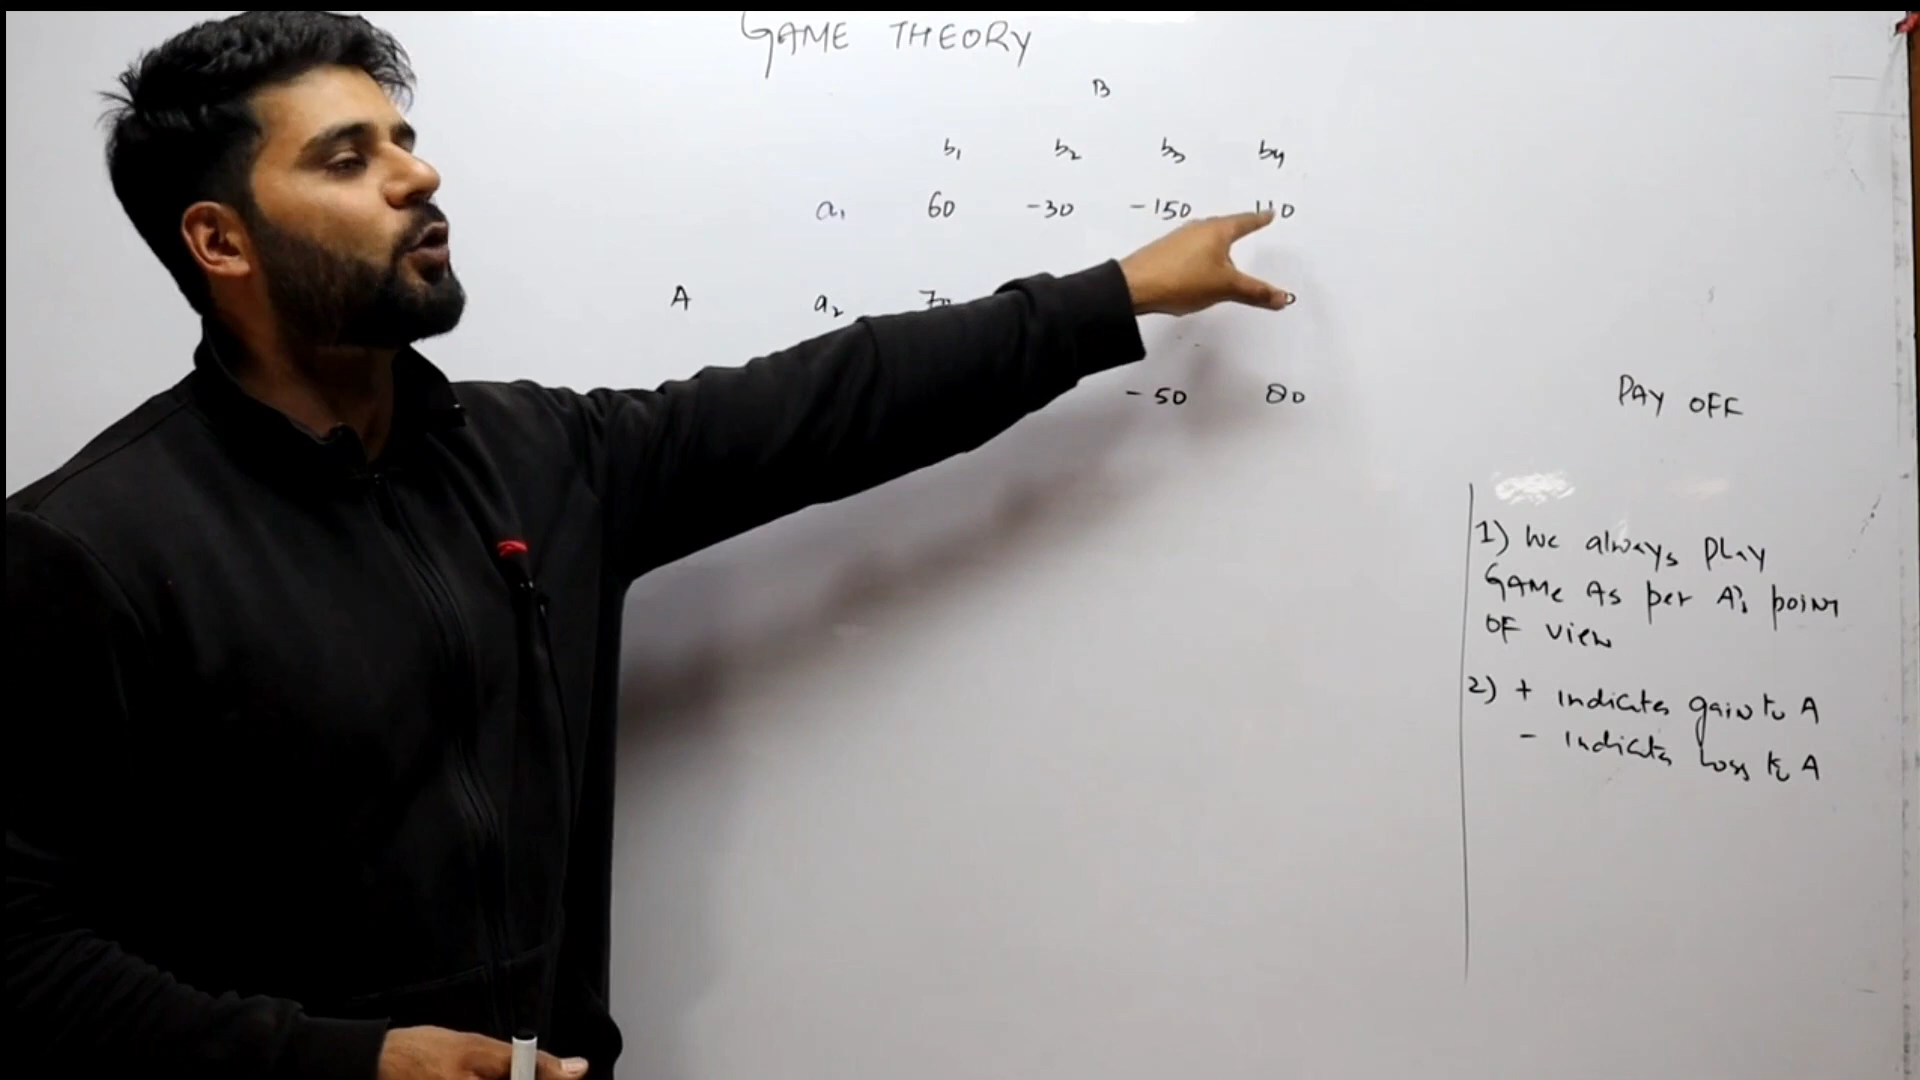 GAME THEORY
B
b1 b2 b3 b4
a1 60 -30 -150 110
A a2 70
-50 80
PAY OFF
1) We always play
GAME As per A's point
OF view
2) + indicates gain to A
- Indicates Loss to A